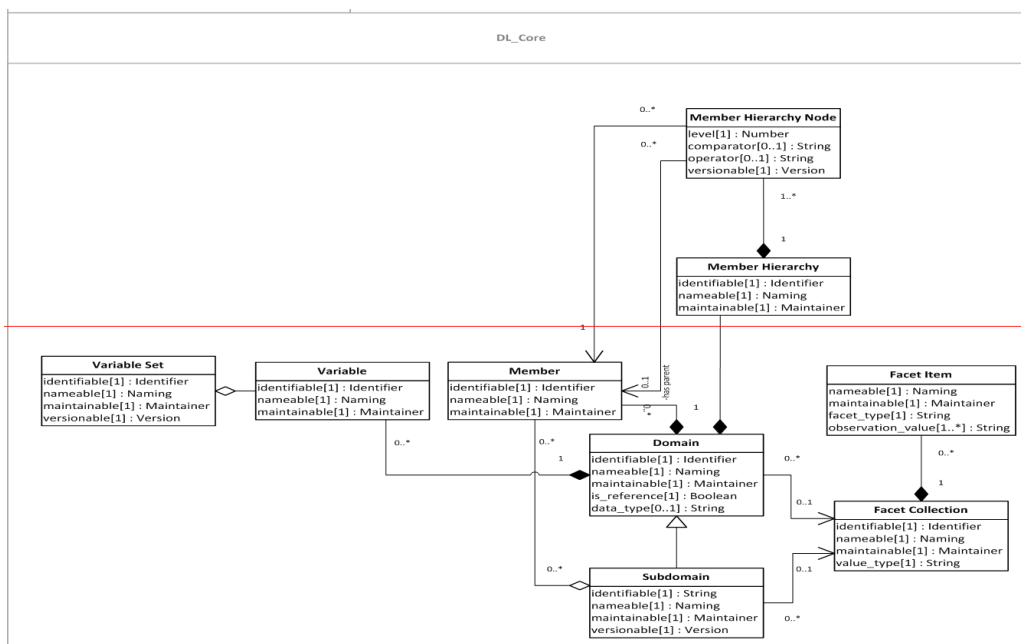 DL_Core
0..*
Member Hierarchy Node
level[1] : Number
comparator[0..1] : String
operator[0..1] : String
versionable[1] : Version
0..*
1..*
1
Member Hierarchy
identifiable[1] : Identifier
nameable[1] : Naming
maintainable[1] : Maintainer
1
Variable Set
identifiable[1] : Identifier
nameable[1] : Naming
maintainable[1] : Maintainer
versionable[1] : Version
Variable
identifiable[1] : Identifier
nameable[1] : Naming
maintainable[1] : Maintainer
Member
identifiable[1] : Identifier
nameable[1] : Naming
maintainable[1] : Maintainer
0..1
-has parent
0..*
1
Facet Item
nameable[1] : Naming
maintainable[1] : Maintainer
facet_type[1] : String
observation_value[1..*] : String
0..*
0..*
1
Domain
identifiable[1] : Identifier
nameable[1] : Naming
maintainable[1] : Maintainer
is_reference[1] : Boolean
data_type[0..1] : String
0..*
0..1
0..*
1
Facet Collection
identifiable[1] : Identifier
nameable[1] : Naming
maintainable[1] : Maintainer
value_type[1] : String
0..*
Subdomain
identifiable[1] : String
nameable[1] : Naming
maintainable[1] : Maintainer
versionable[1] : Version
0..1
0..*